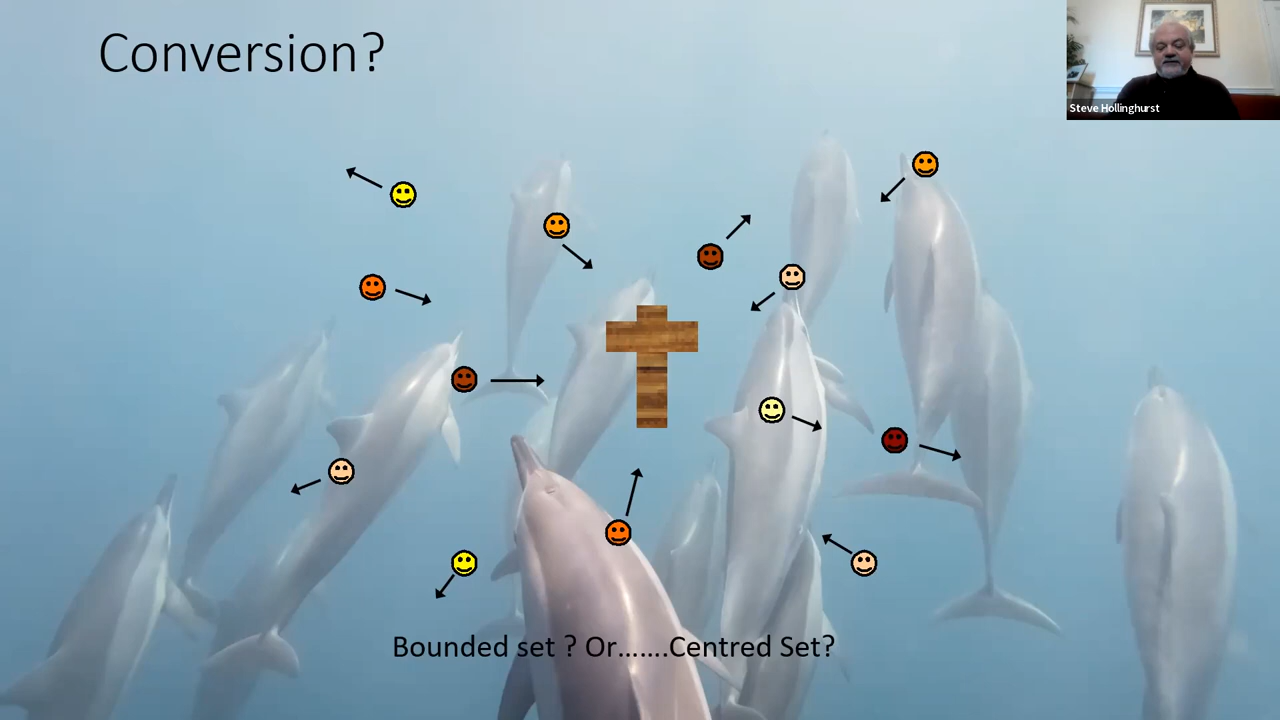 Conversion?
Steve Hollinghurst
Bounded set ? Or.......Centred Set?